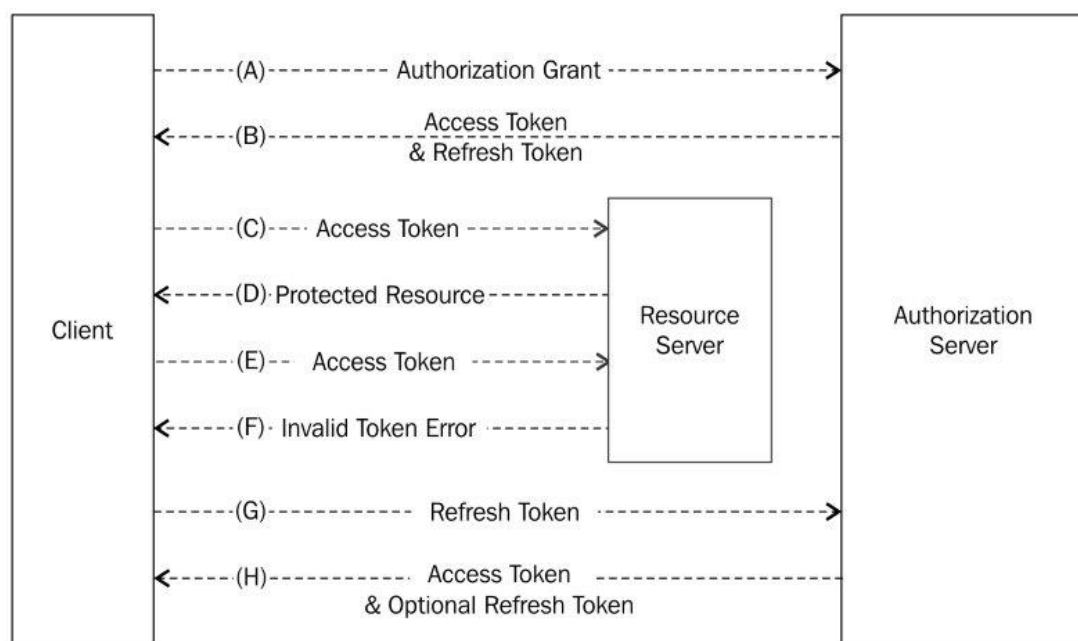 (A) Authorization Grant
(B) Access Token
& Refresh Token
(C) Access Token
(D) Protected Resource
Client
Resource
Server
Authorization
Server
(E) Access Token
(F) Invalid Token Error
(G) Refresh Token
(H) Access Token
& Optional Refresh Token